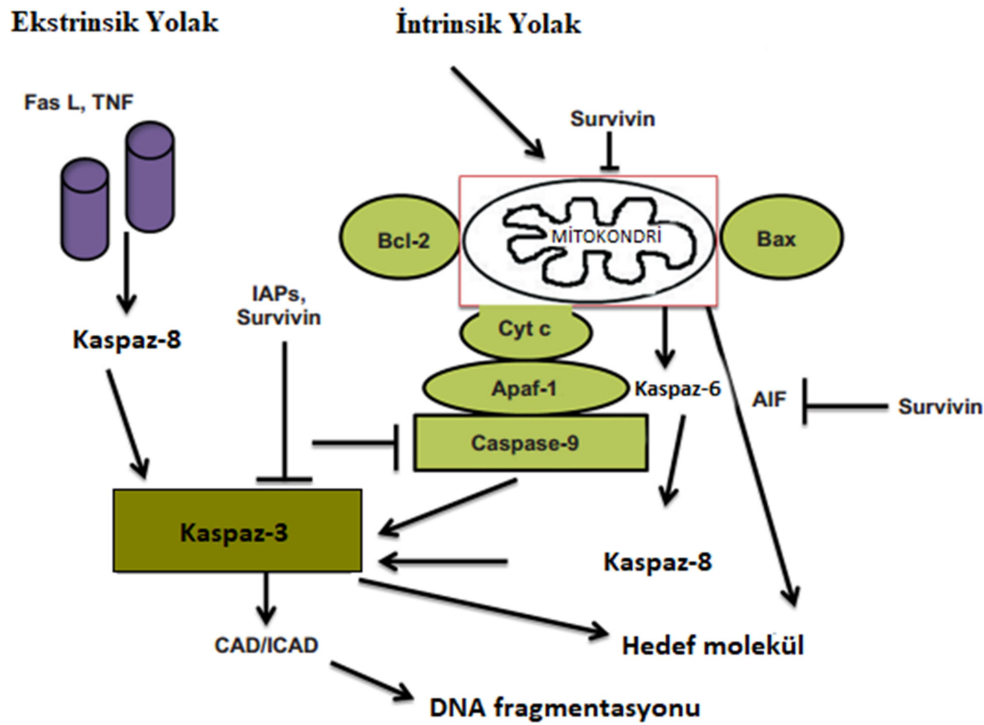 Ekstrinsik Yolak
İntrinsik Yolak
Fas L, TNF
Survivin
Bcl-2
MİTOKONDRİ
Bax
IAPs,
Survivin
Cyt c
Kaspaz-8
Apaf-1
Kaspaz-6
AIF
Survivin
Caspase-9
Kaspaz-3
Kaspaz-8
CAD/ICAD
Hedef molekül
DNA fragmentasyonu